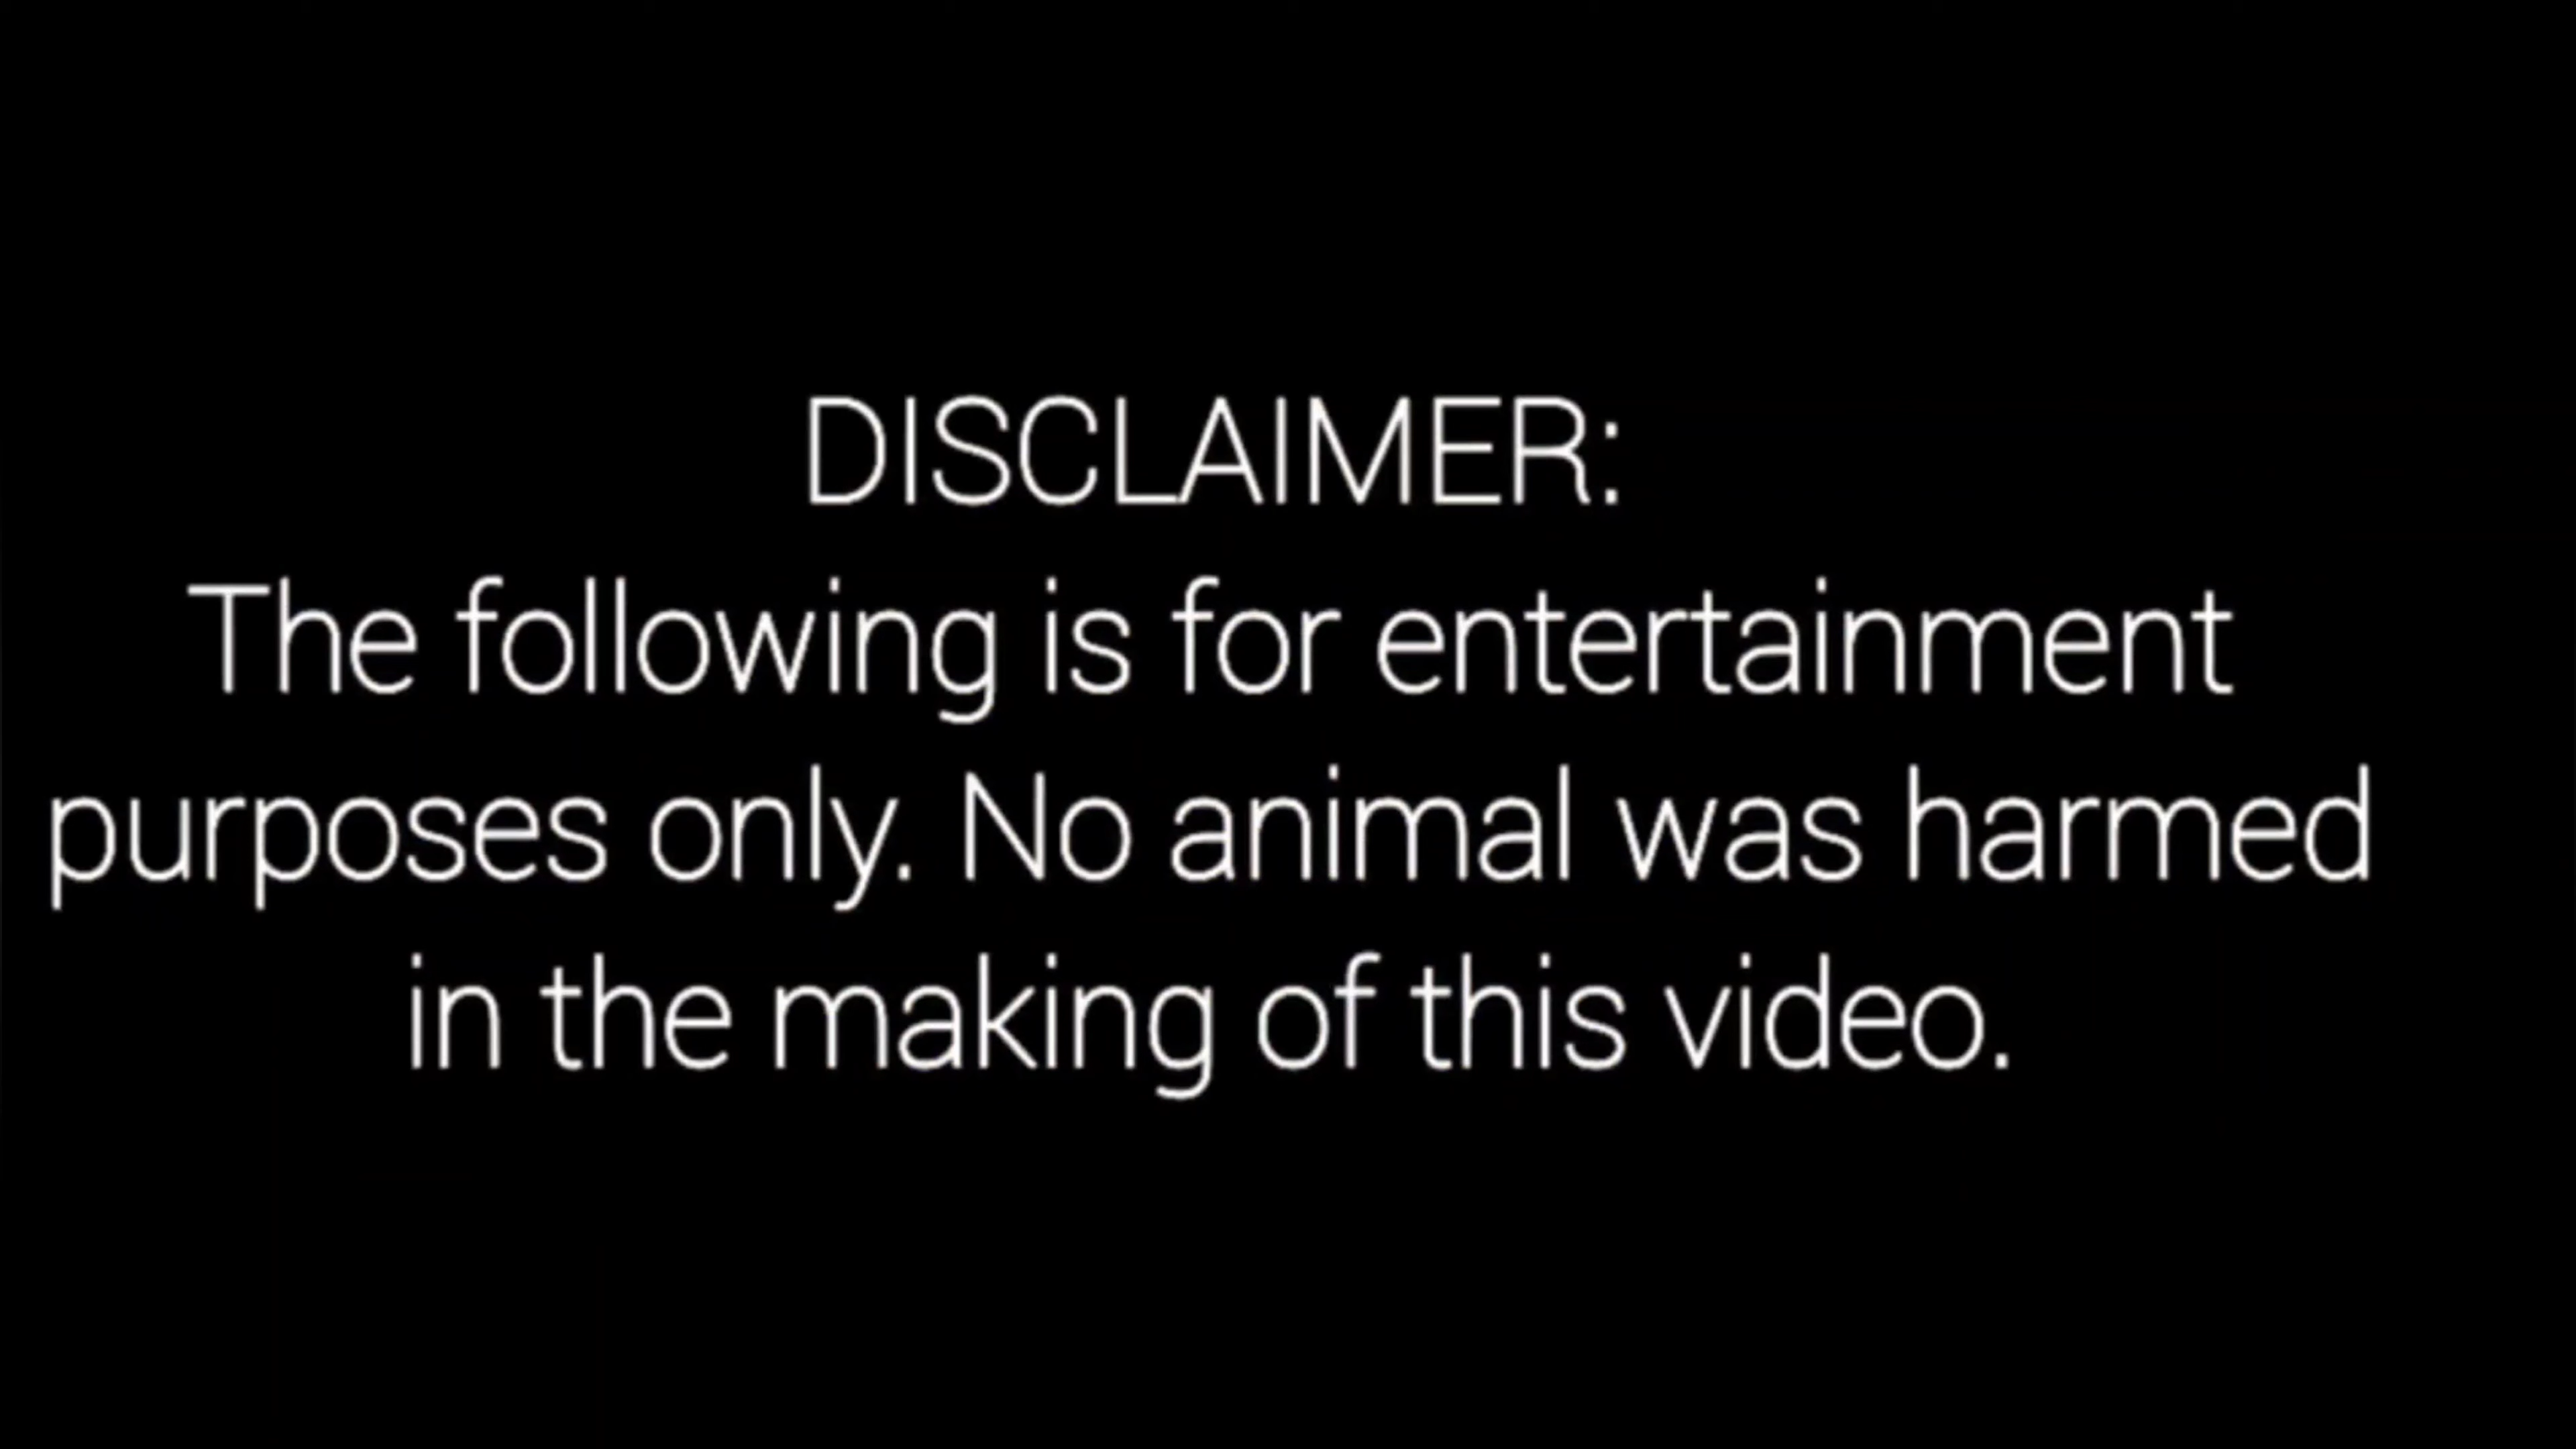 DISCLAIMER:
The following is for entertainment
purposes only. No animal was harmed
in the making of this video.